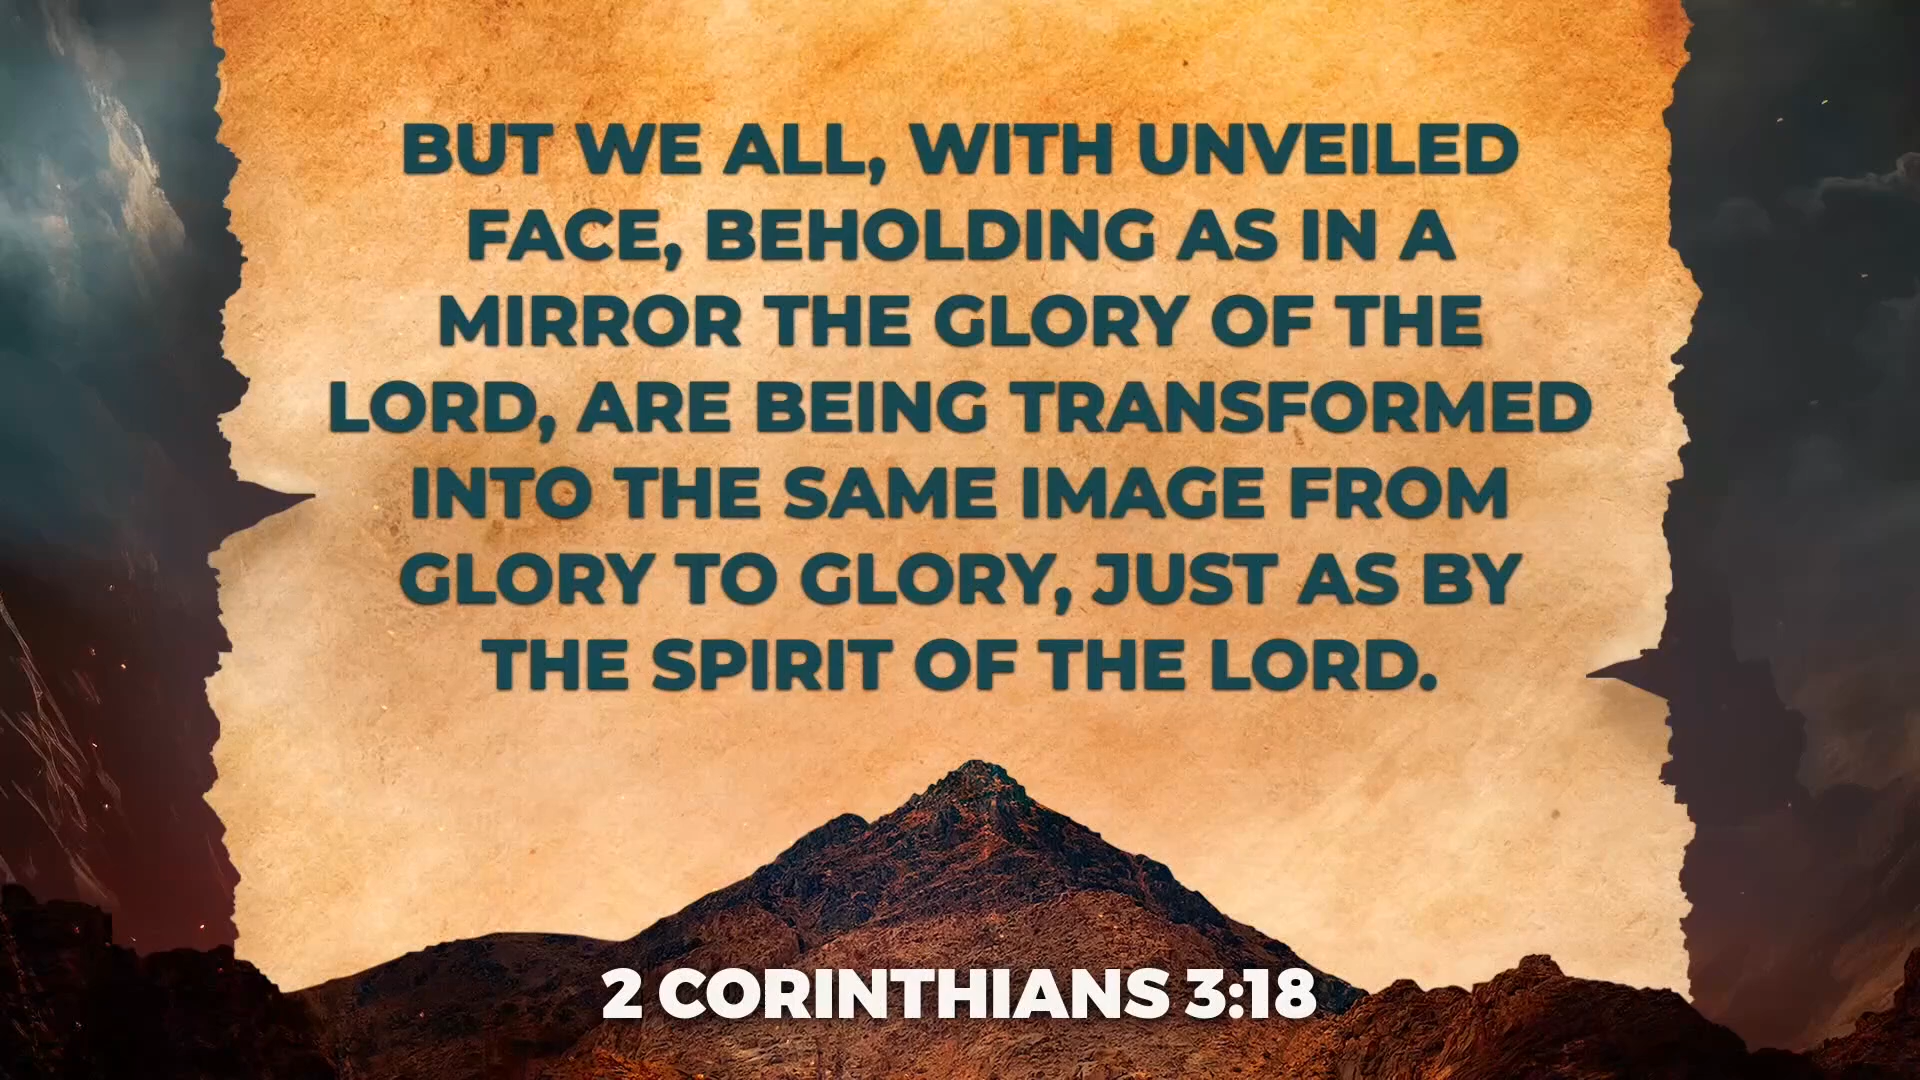 BUT WE ALL, WITH UNVEILED
FACE, BEHOLDING AS IN A
MIRROR THE GLORY OF THE
LORD, ARE BEING TRANSFORMED
INTO THE SAME IMAGE FROM
GLORY TO GLORY, JUST AS BY
THE SPIRIT OF THE LORD.
2 CORINTHIANS 3:18